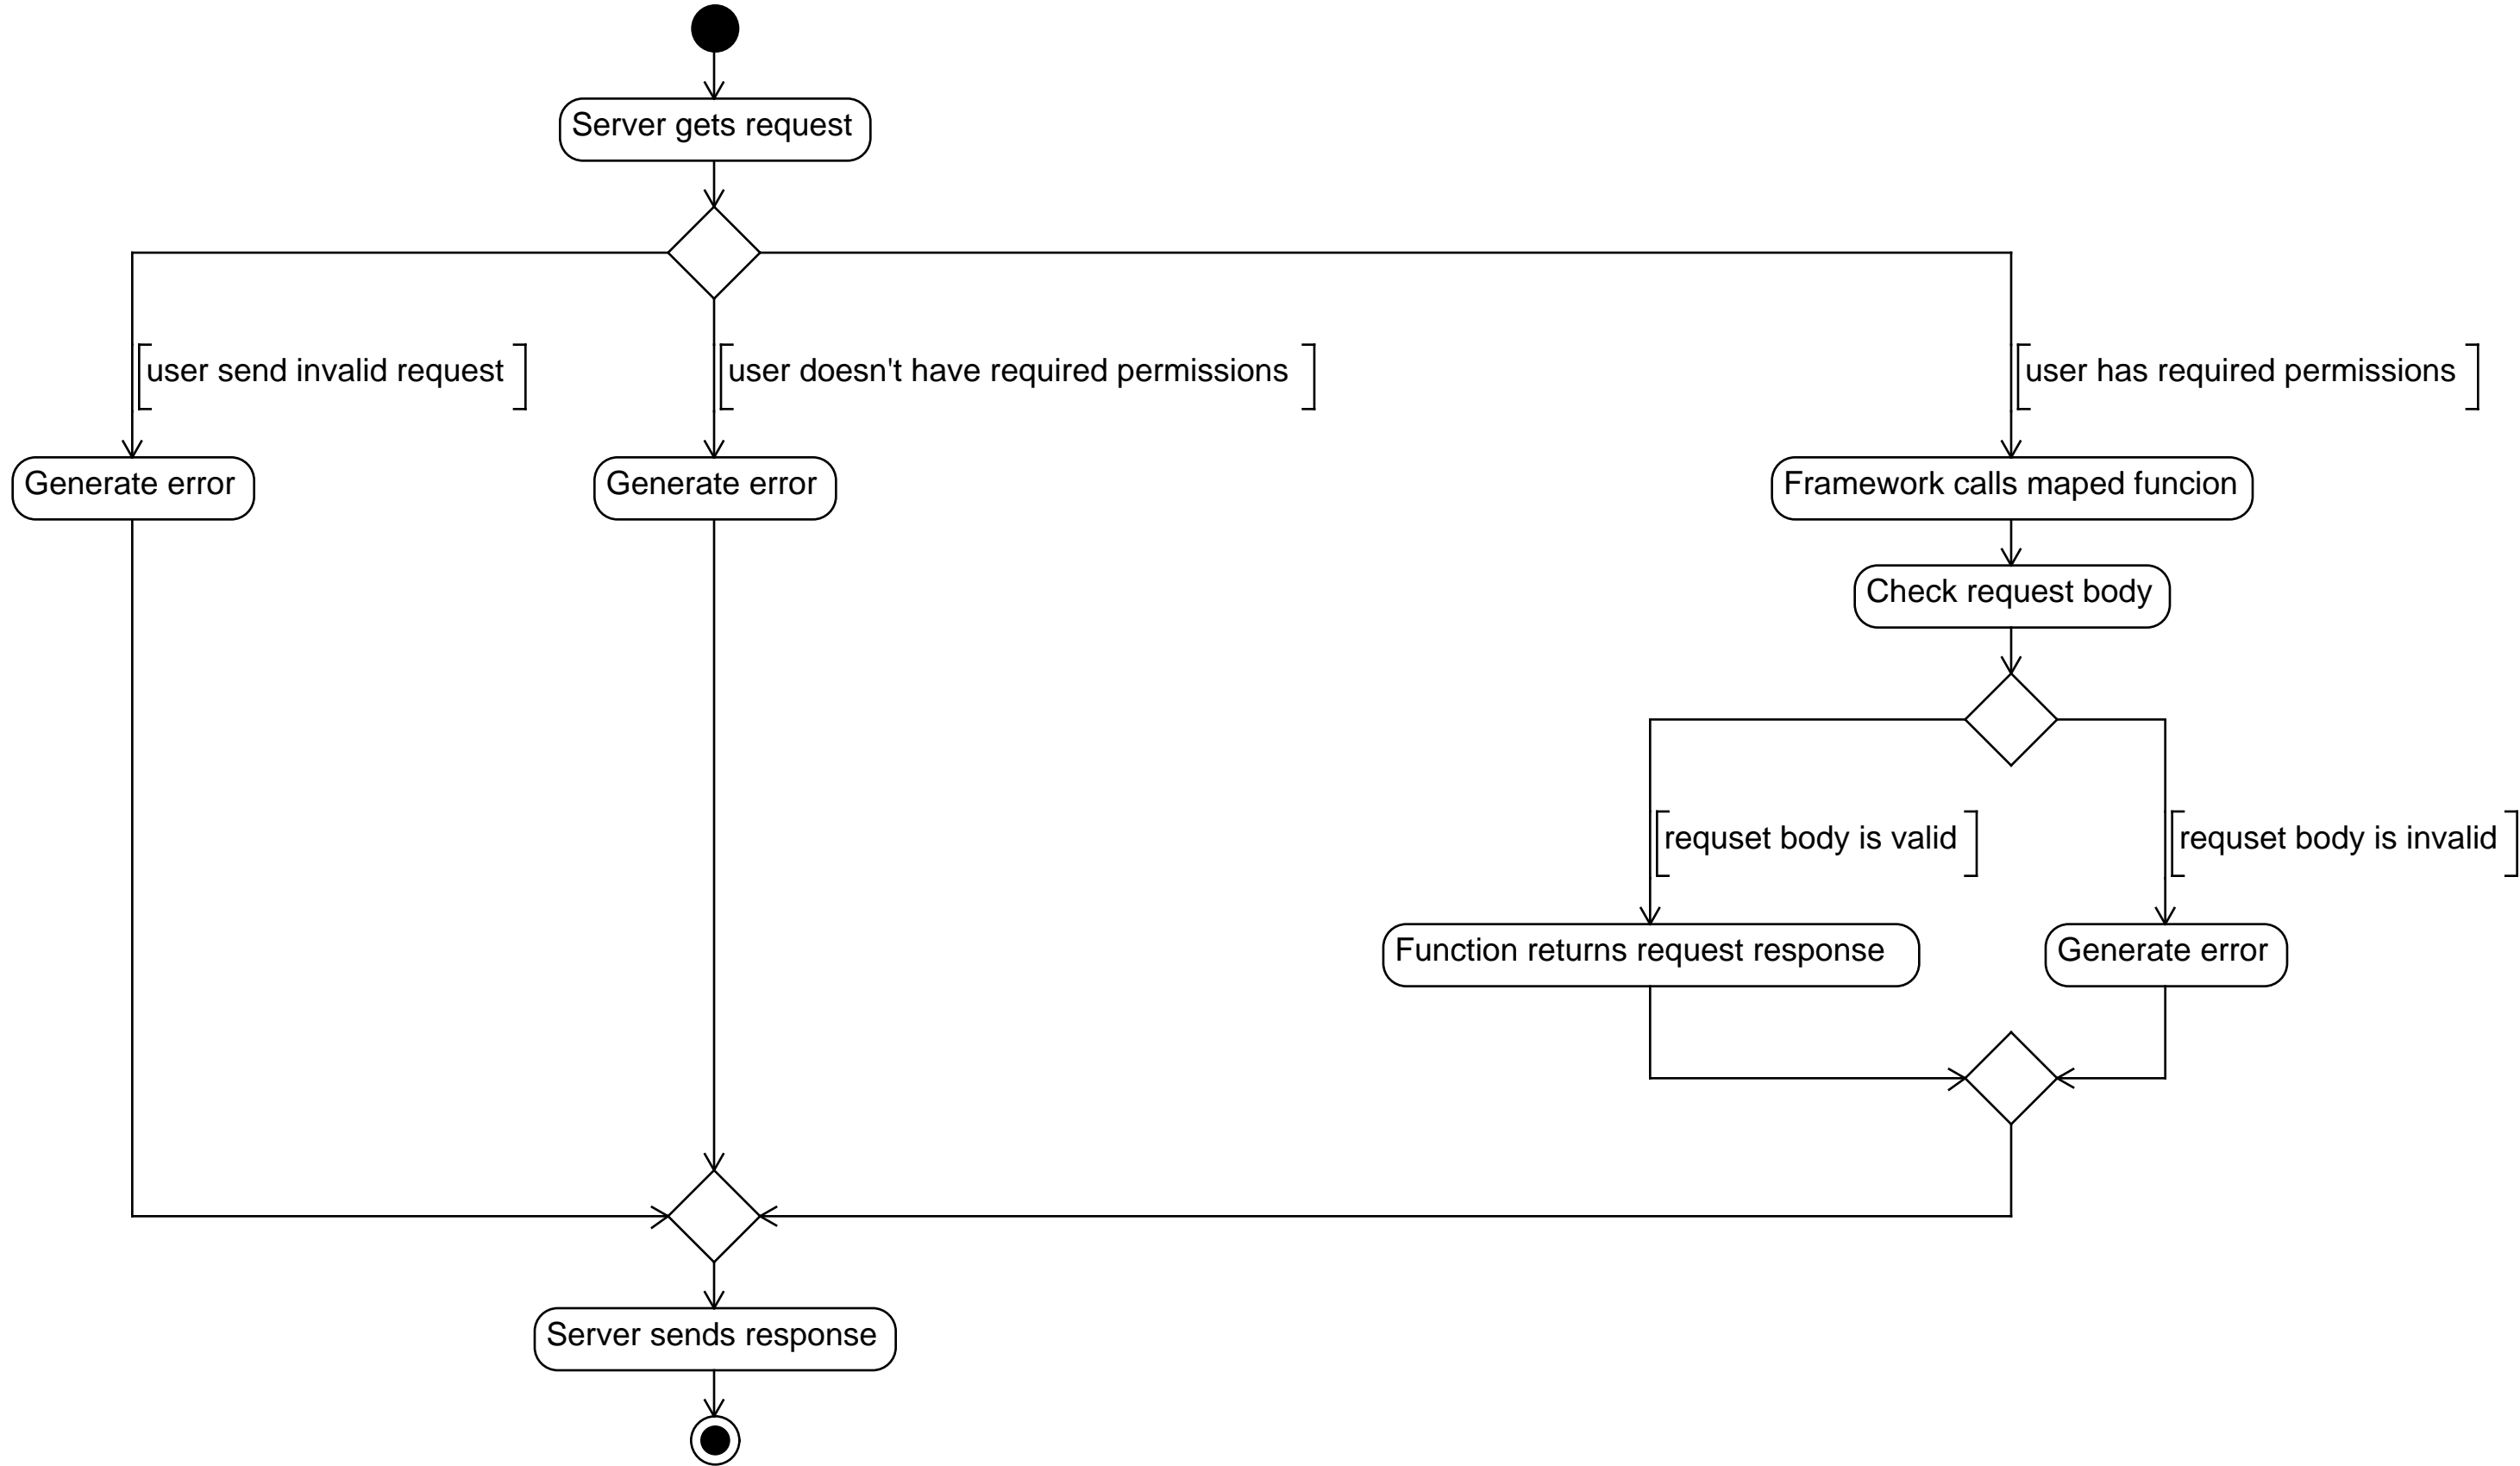 Server gets request
user send invalid request
user doesn't have required permissions
user has required permissions
Generate error
Generate error
Framework calls maped funcion
Check request body
requset body is valid
requset body is invalid
Function returns request response
Generate error
Server sends response